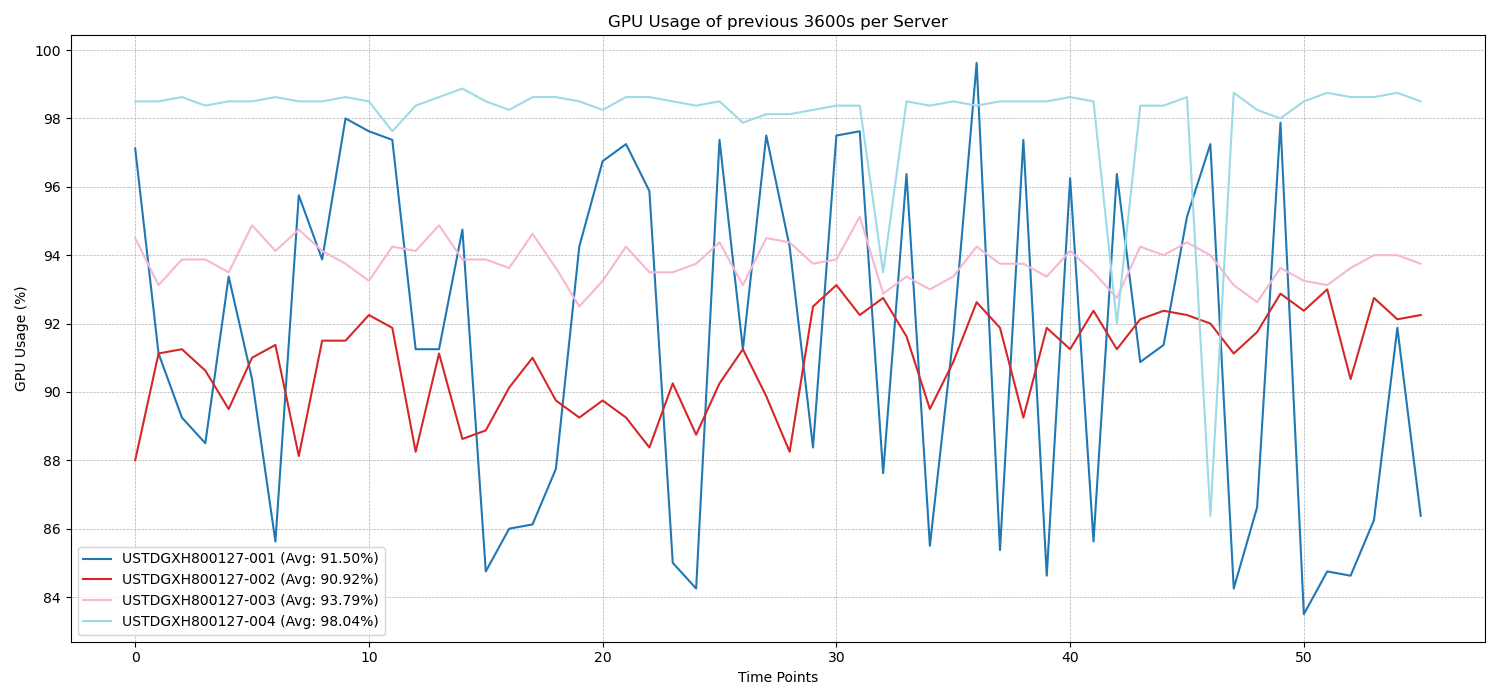 GPU Usage of previous 3600s per Server
100
98
96
94
92
90
88
86
84
GPU Usage (%)
USTDGXH800127-001 (Avg: 91.50%)
USTDGXH800127-002 (Avg: 90.92%)
USTDGXH800127-003 (Avg: 93.79%)
USTDGXH800127-004 (Avg: 98.04%)
0 10 20 30 40 50
Time Points